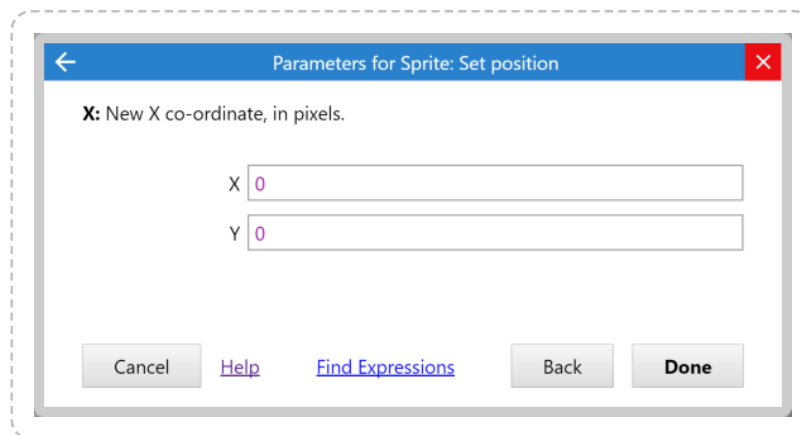 Parameters for Sprite: Set position
X: New X co-ordinate, in pixels.
X 0
Y 0
Cancel Help Find Expressions Back Done